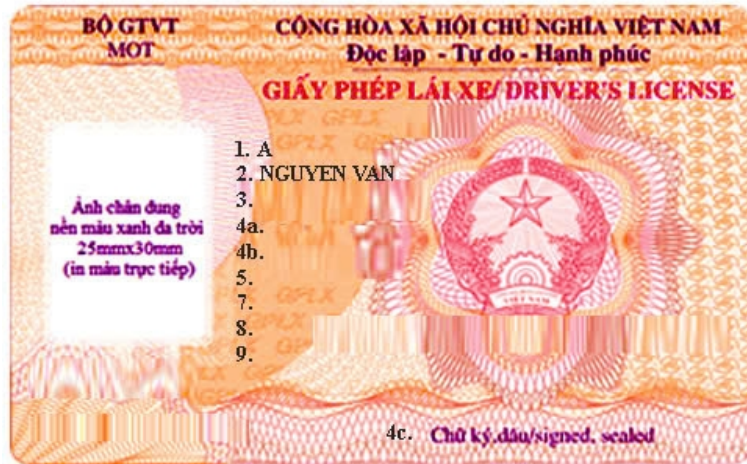 BỘ GTVT
MOT
CỘNG HÒA XÃ HỘI CHỦ NGHĨA VIỆT NAM
Độc lập - Tự do - Hạnh phúc
GIẤY PHÉP LÁI XE/ DRIVER'S LICENSE
Ảnh chân dung
nền màu xanh da trời
25mmx30mm
(in màu trực tiếp)
1. A
2. NGUYEN VAN
3.
4a.
4b.
5.
7.
8.
9.
VIỆT NAM
4c. Chữ ký,dấu/signed, sealed